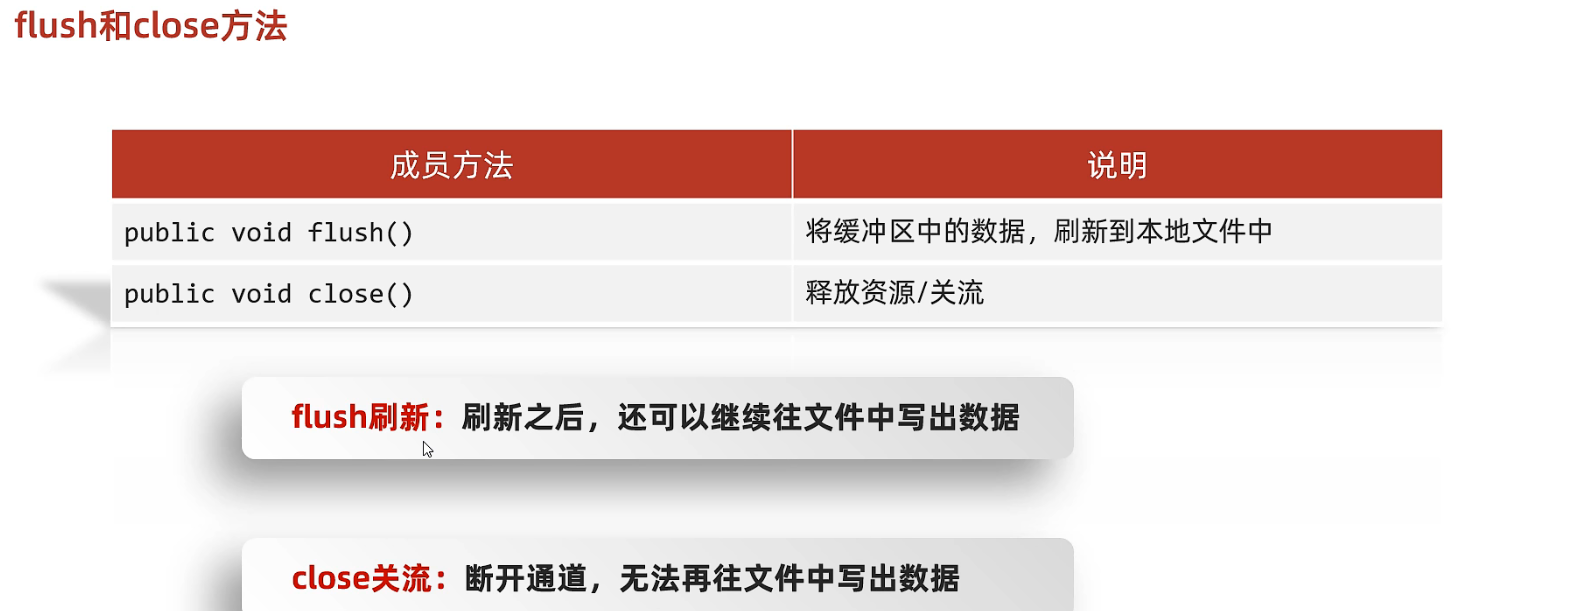 flush和close方法
成员方法 说明
public void flush() 将缓冲区中的数据，刷新到本地文件中
public void close() 释放资源/关流
flush刷新：刷新之后，还可以继续往文件中写出数据
close关流：断开通道，无法再往文件中写出数据